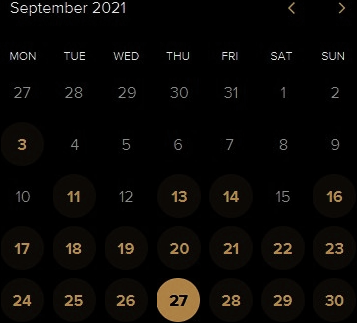 September 2021 < >
MON TUE WED THU FRI SAT SUN
27 28 29 30 31 1 2
3 4 5 6 7 8 9
10 11 12 13 14 15 16
17 18 19 20 21 22 23
24 25 26 27 28 29 30